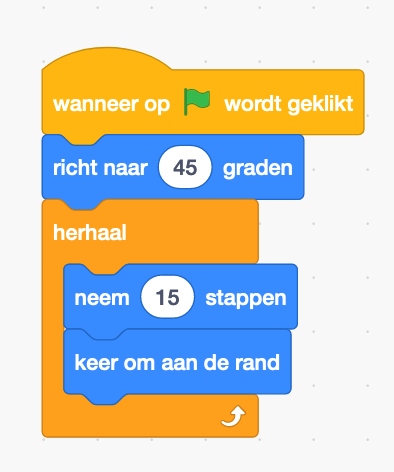 wanneer op wordt geklikt
richt naar 45 graden
herhaal
neem 15 stappen
keer om aan de rand